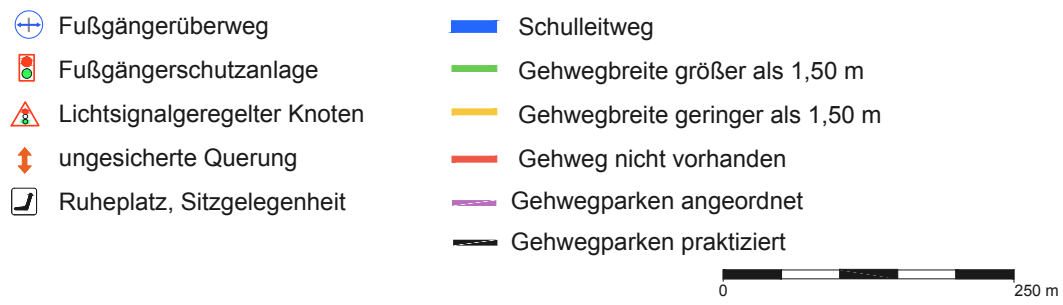 Fußgängerüberweg
Fußgängerschutzanlage
Lichtsignalgeregelter Knoten
ungesicherte Querung
Ruheplatz, Sitzgelegenheit
Schulleitweg
Gehwegbreite größer als 1,50 m
Gehwegbreite geringer als 1,50 m
Gehweg nicht vorhanden
Gehwegparken angeordnet
Gehwegparken praktiziert
0 250 m